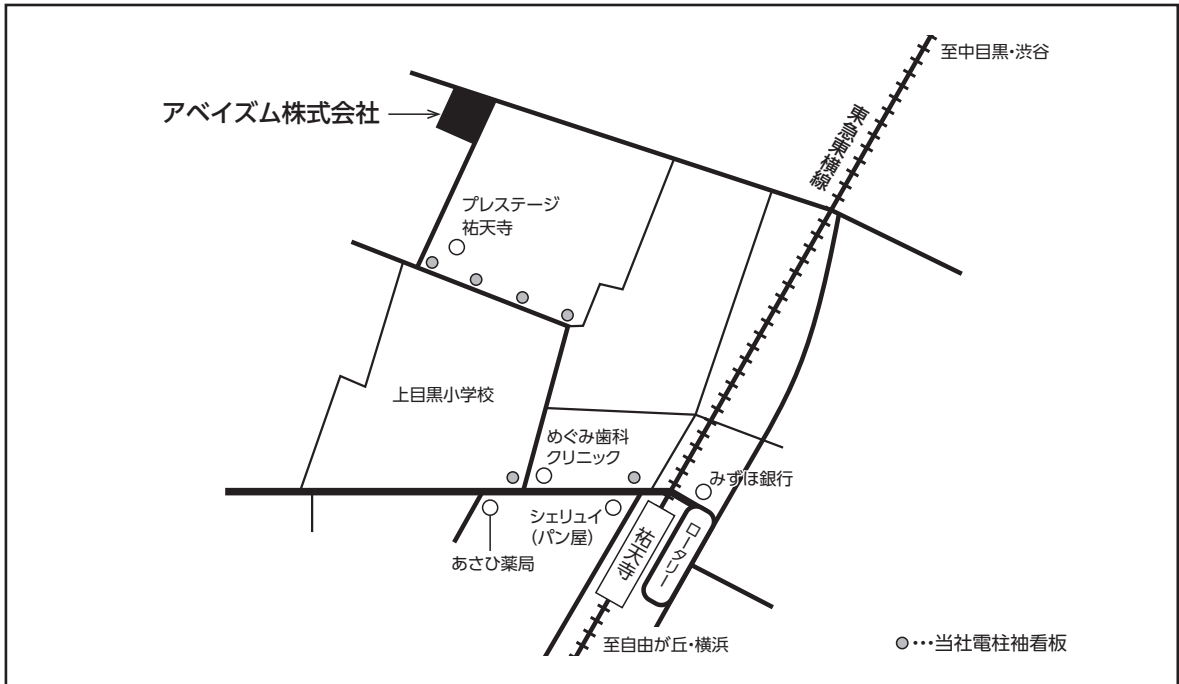 至中目黒・渋谷
アベイズム株式会社
東急東横線
プレステージ
祐天寺
上目黒小学校
めぐみ歯科
クリニック
みずほ銀行
シェリュイ
(パン屋)
祐天寺
ロータリー
あさひ薬局
至自由が丘・横浜
●・・・当社電柱袖看板